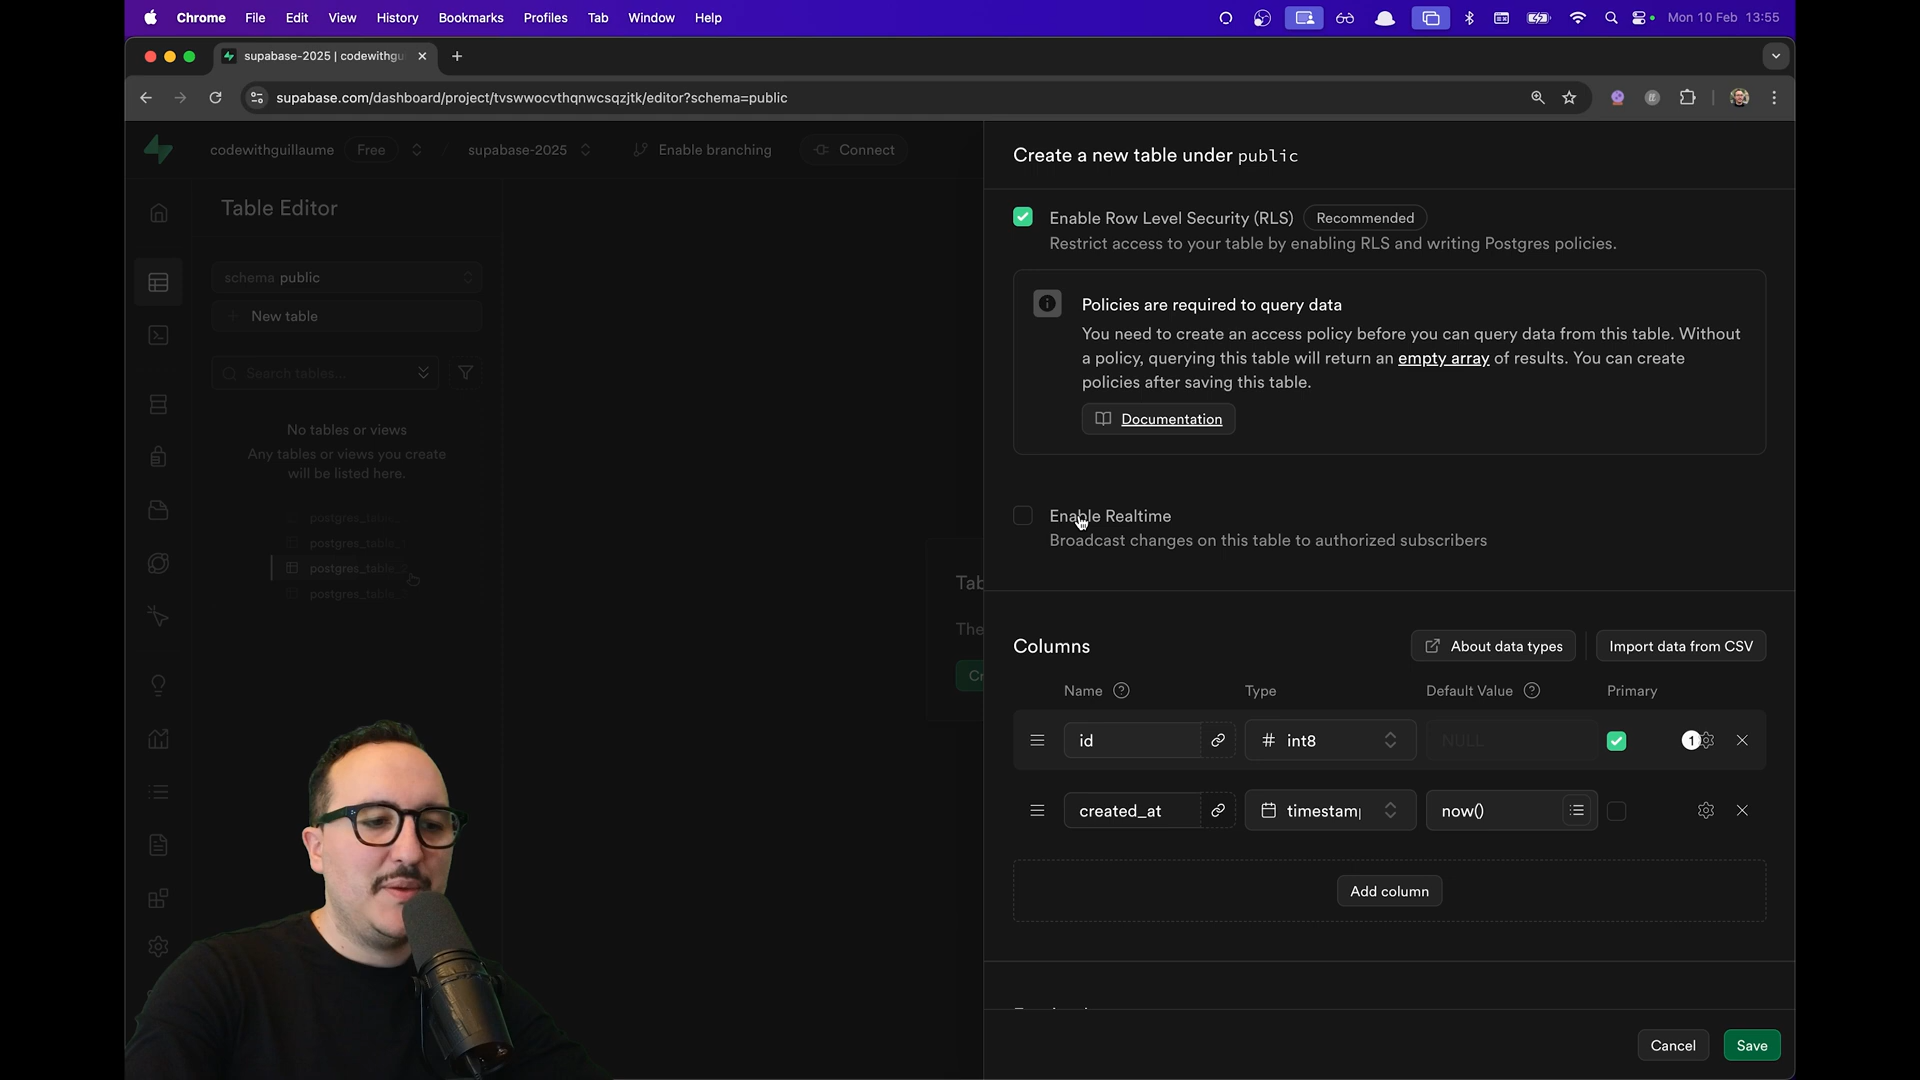 Chrome File Edit View History Bookmarks Profiles Tab Window Help Mon 10 Feb 13:55
supabase-2025 | codewithgu
supabase.com/dashboard/project/tvswwocvthqnwcsqzjtk/editor?schema=public
codewithguillaume Free / supabase-2025 Enable branching Connect
Create a new table under public
Table Editor
schema public
New table
Search tables...
No tables or views
Any tables or views you create
will be listed here.
postgres_table_
postgres_table_
postgres_table_2
postgres_table_
Tab
The
Cr
Enable Row Level Security (RLS) Recommended
Restrict access to your table by enabling RLS and writing Postgres policies.
Policies are required to query data
You need to create an access policy before you can query data from this table. Without
a policy, querying this table will return an empty array of results. You can create
policies after saving this table.
Documentation
Enable Realtime
Broadcast changes on this table to authorized subscribers
Columns About data types Import data from CSV
Name Type Default Value Primary
id # int8 NULL 1
created_at timestamp now()
Add column
Cancel Save